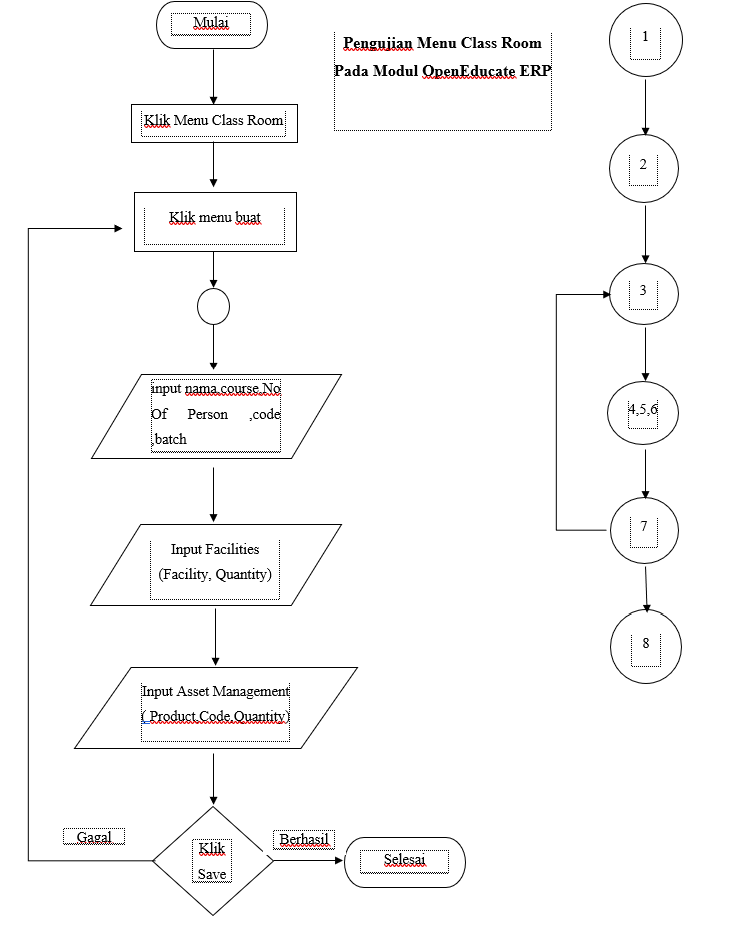 Mulai
Klik Menu Class Room
Klik menu buat
input nama,course,No
Of Person ,code
,batch
Input Facilities
(Facility, Quantity)
Input Asset Management
( Product,Code,Quantity)
Klik
Save
Gagal
Berhasil
Selesai
Pengujian Menu Class Room
Pada Modul OpenEducate ERP
1
2
3
4,5,6
7
8